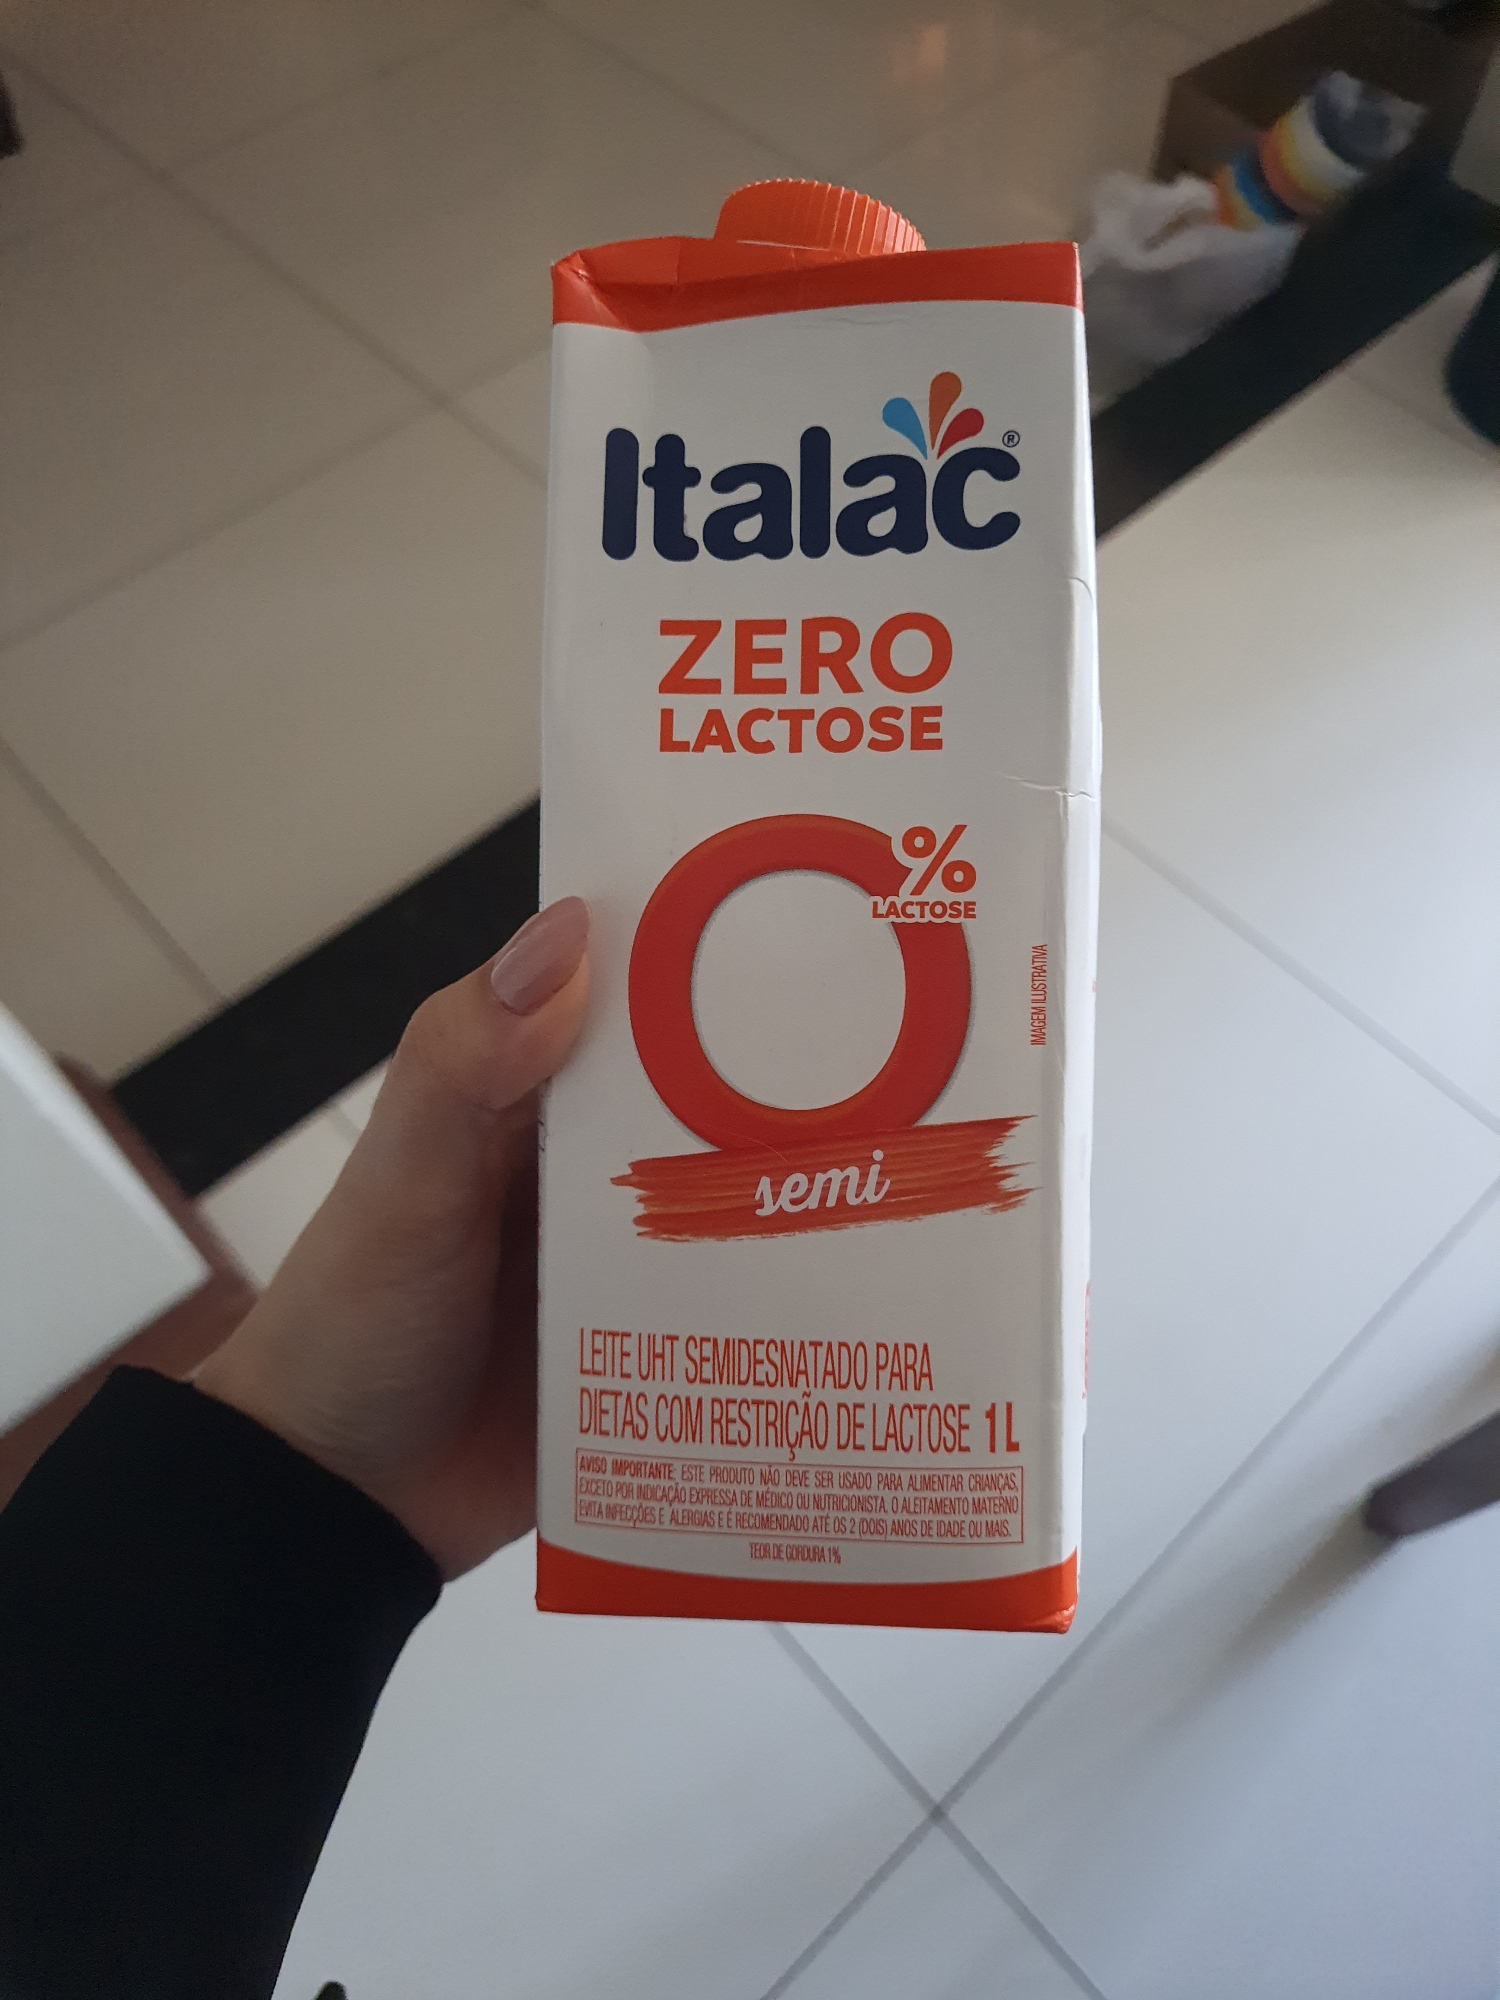 Italac®
ZERO
LACTOSE
0%
LACTOSE
IMAGEM ILUSTRATIVA
semi
LEITE UHT SEMIDESNATADO PARA
DIETAS COM RESTRIÇÃO DE LACTOSE 1L
AVISO IMPORTANTE: ESTE PRODUTO NÃO DEVE SER USADO PARA ALIMENTAR CRIANÇAS,
EXCETO POR INDICAÇÃO EXPRESSA DE MÉDICO OU NUTRICIONISTA. O ALEITAMENTO MATERNO
EVITA INFECÇÕES E ALERGIAS E É RECOMENDADO ATÉ OS 2 (DOIS) ANOS DE IDADE OU MAIS.
TEOR DE GORDURA 1%